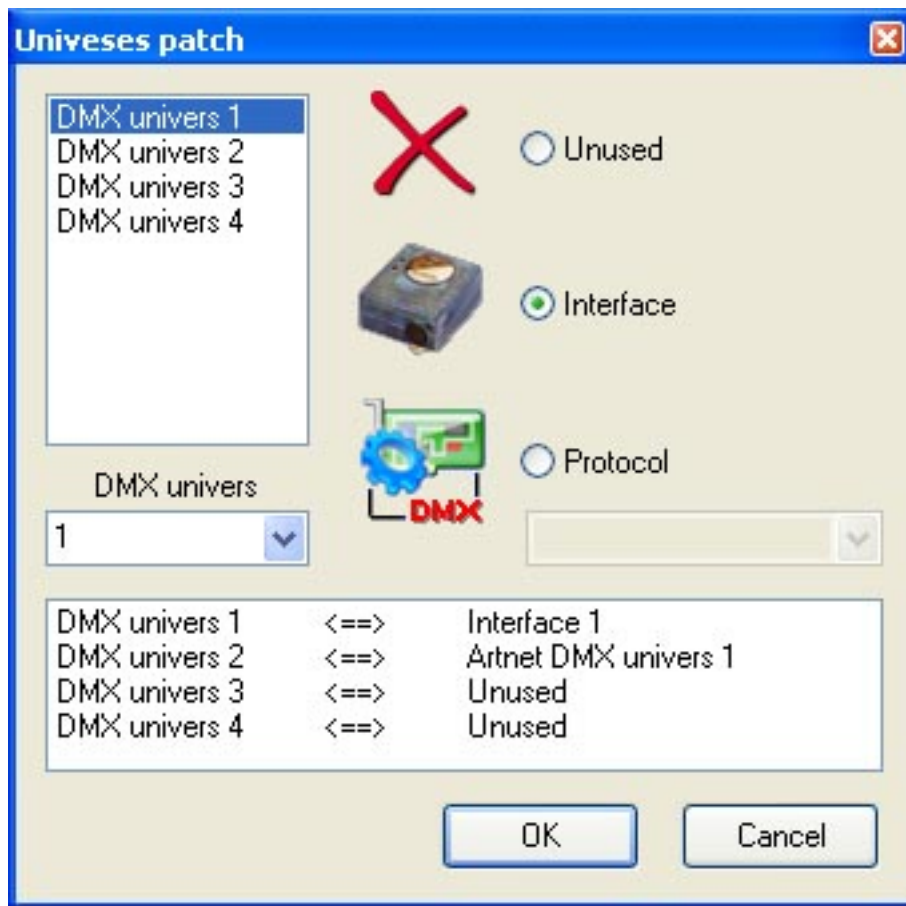 Univeses patch
DMX univers 1
DMX univers 2
DMX univers 3
DMX univers 4
Unused
Interface
Protocol
DMX
DMX univers
1
DMX univers 1 <==> Interface 1
DMX univers 2 <==> Artnet DMX univers 1
DMX univers 3 <==> Unused
DMX univers 4 <==> Unused
OK
Cancel